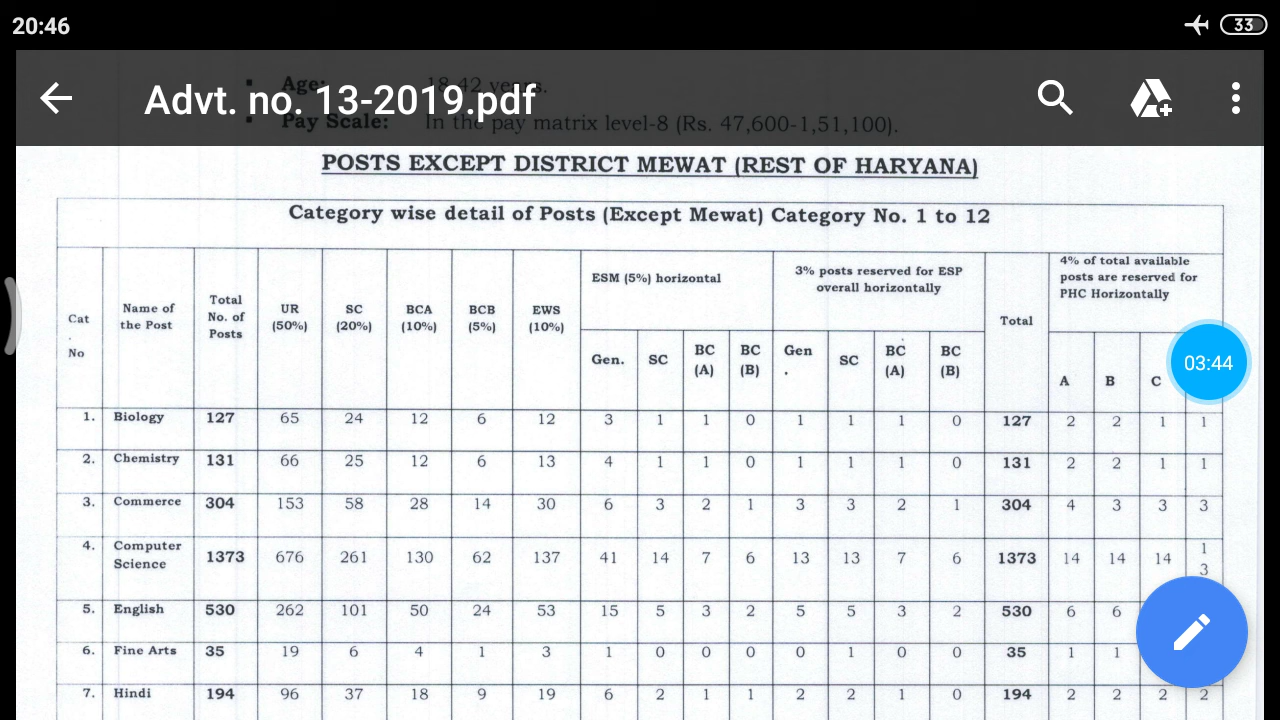 20:46
33
Advt. no. 13-2019.pdf
Age: 18-42 years.
Pay Scale: In the pay matrix level-8 (Rs. 47,600-1,51,100).
POSTS EXCEPT DISTRICT MEWAT (REST OF HARYANA)
Category wise detail of Posts (Except Mewat) Category No. 1 to 12
Cat. No Name of the Post Total No. of Posts UR (50%) SC (20%) BCA (10%) BCB (5%) EWS (10%) ESM (5%) horizontal 3% posts reserved for ESP overall horizontally Total 4% of total available posts are reserved for PHC Horizontally
Gen. SC BC (A) BC (B) Gen. SC BC (A) BC (B) A B C
03:44
1. Biology 127 65 24 12 6 12 3 1 1 0 1 1 1 0 127 2 2 1 1
2. Chemistry 131 66 25 12 6 13 4 1 1 0 1 1 1 0 131 2 2 1 1
3. Commerce 304 153 58 28 14 30 6 3 2 1 3 3 2 1 304 4 3 3 3
4. Computer Science 1373 676 261 130 62 137 41 14 7 6 13 13 7 6 1373 14 14 14 13
5. English 530 262 101 50 24 53 15 5 3 2 5 5 3 2 530 6 6
6. Fine Arts 35 19 6 4 1 3 1 0 0 0 0 1 0 0 35 1 1
7. Hindi 194 96 37 18 9 19 6 2 1 1 2 2 1 0 194 2 2 2 2